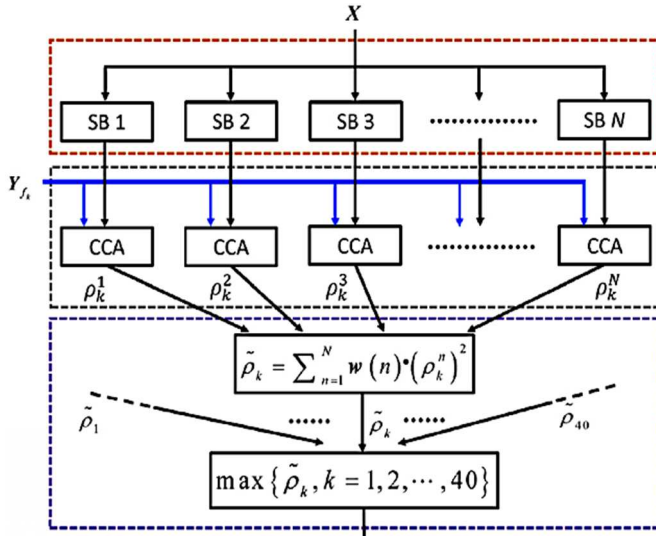 X
SB 1 SB 2 SB 3 ................ SB N
Y_{f_k}
CCA CCA CCA ................ CCA
ρ_k^1 ρ_k^2 ρ_k^3 ρ_k^N
ρ̃_k = ∑_{n=1}^{N} w(n)•(ρ_k^n)^2
ρ̃_1 ...... ρ̃_k ...... ρ̃_40
max{ρ̃_k, k = 1, 2, ⋯, 40}